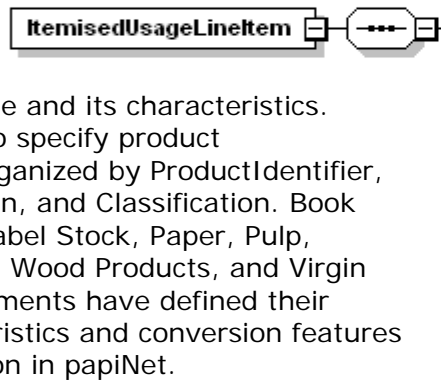 ItemisedUsageLineItem
e and its characteristics.
specify product
ganized by ProductIdentifier,
n, and Classification. Book
abel Stock, Paper, Pulp,
Wood Products, and Virgin
ments have defined their
ristics and conversion features
on in papiNet.